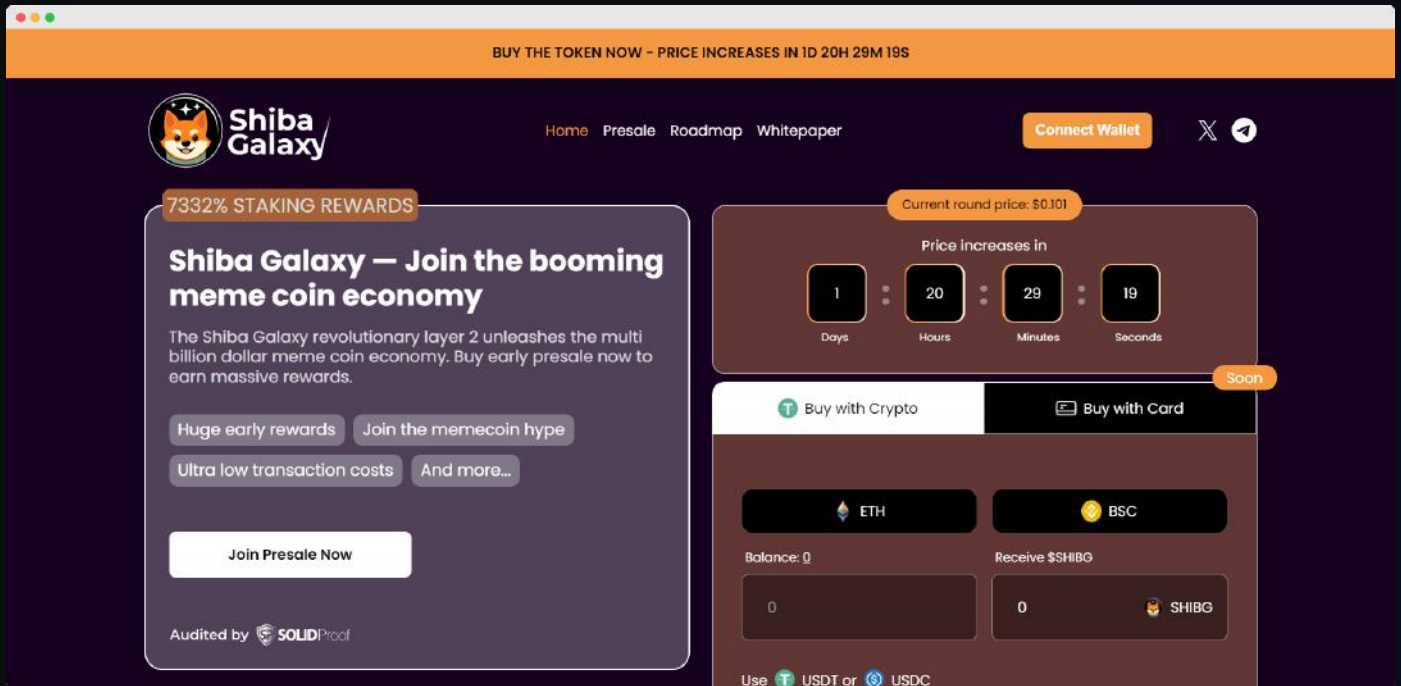 BUY THE TOKEN NOW - PRICE INCREASES IN 1D 20H 29M 19S
Shiba
Galaxy
Home Presale Roadmap Whitepaper
Connect Wallet
7332% STAKING REWARDS
Shiba Galaxy — Join the booming
meme coin economy
The Shiba Galaxy revolutionary layer 2 unleashes the multi
billion dollar meme coin economy. Buy early presale now to
earn massive rewards.
Huge early rewards Join the memecoin hype
Ultra low transaction costs And more...
Join Presale Now
Audited by SOLIDProof
Current round price: $0.101
Price increases in
1 : 20 : 29 : 19
Days Hours Minutes Seconds
Soon
Buy with Crypto Buy with Card
ETH BSC
Balance: 0 Receive $SHIBG
0 0 SHIBG
Use USDT or USDC